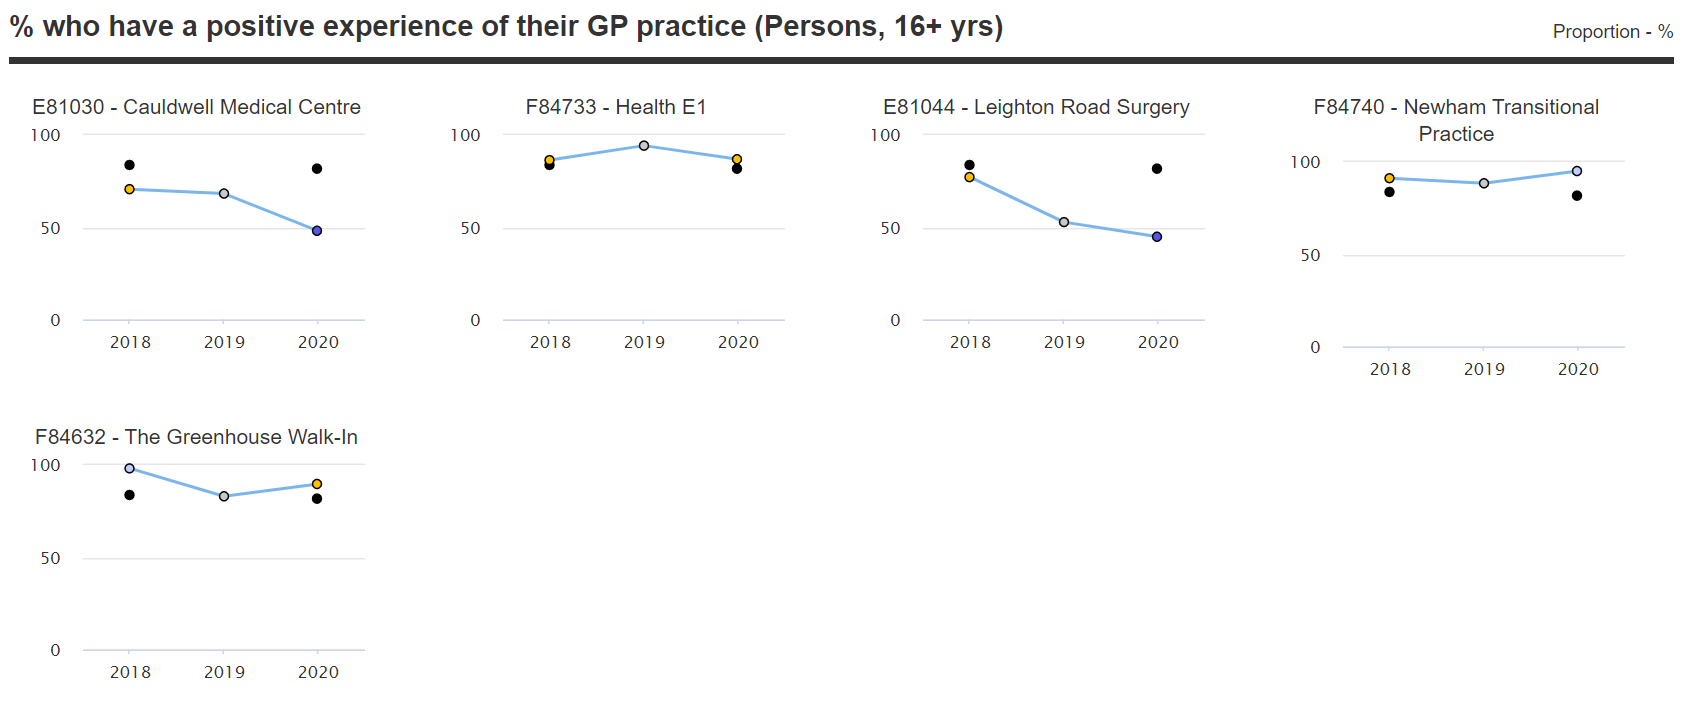 % who have a positive experience of their GP practice (Persons, 16+ yrs)
Proportion - %
E81030 - Cauldwell Medical Centre
100
50
0
2018 2019 2020
F84733 - Health E1
100
50
0
2018 2019 2020
E81044 - Leighton Road Surgery
100
50
0
2018 2019 2020
F84740 - Newham Transitional
Practice
100
50
0
2018 2019 2020
F84632 - The Greenhouse Walk-In
100
50
0
2018 2019 2020